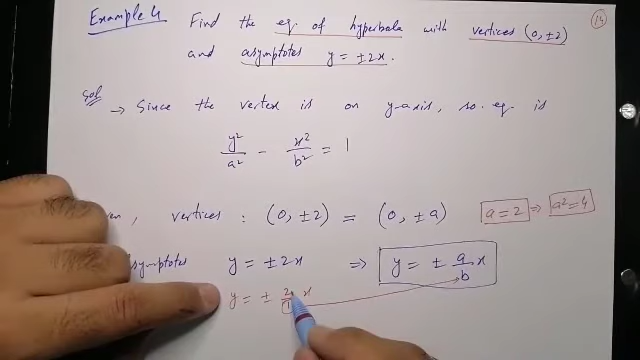 Example 4 Find the eq. of hyperbola with vertices (0, ±2) (14)
and asymptotes y = ±2x.
Sol → Since the vertex is on y-axis, so. eq. is
y²/a² - x²/b² = 1
vertices : (0, ±2) = (0, ±a) a=2 ⇒ a²=4
asymptotes y = ±2x ⇒ y = ± a/b x
y = ± 2/1 x